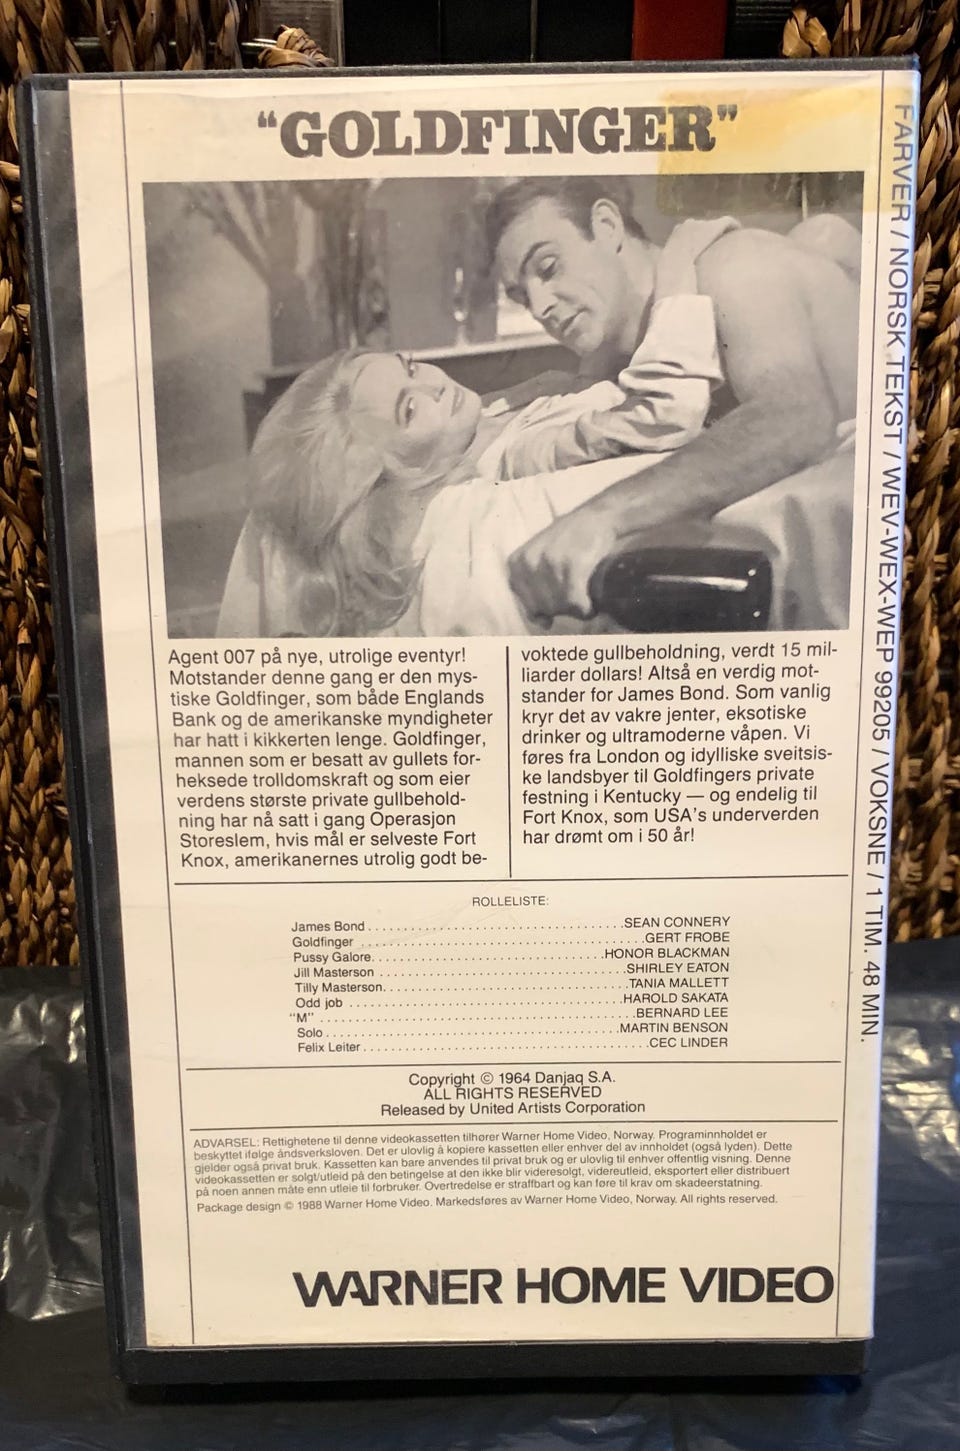 "GOLDFINGER"
FARVER / NORSK TEKST / WEV-WEX-WEP 99205 / VOKSNE / 1 TIM. 48 MIN.
Agent 007 på nye, utrolige eventyr!
Motstander denne gang er den mys-
tiske Goldfinger, som både Englands
Bank og de amerikanske myndigheter
har hatt i kikkerten lenge. Goldfinger,
mannen som er besatt av gullets for-
heksede trolldomskraft og som eier
verdens største private gullbehold-
ning har nå satt i gang Operasjon
Storeslem, hvis mål er selveste Fort
Knox, amerikanernes utrolig godt be-
voktede gullbeholdning, verdt 15 mil-
liarder dollars! Altså en verdig mot-
stander for James Bond. Som vanlig
kryr det av vakre jenter, eksotiske
drinker og ultramoderne våpen. Vi
føres fra London og idylliske sveitsis-
ke landsbyer til Goldfingers private
festning i Kentucky — og endelig til
Fort Knox, som USA's underverden
har drømt om i 50 år!
ROLLELISTE:
James Bond . . . . . . . . . . . . . . . . . . . . . . . . . . . . . . . . . . SEAN CONNERY
Goldfinger . . . . . . . . . . . . . . . . . . . . . . . . . . . . . . . . . . . . . GERT FROBE
Pussy Galore. . . . . . . . . . . . . . . . . . . . . . . . . . . . . . .HONOR BLACKMAN
Jill Masterson . . . . . . . . . . . . . . . . . . . . . . . . . . . . . . . . .SHIRLEY EATON
Tilly Masterson. . . . . . . . . . . . . . . . . . . . . . . . . . . . . . . . .TANIA MALLETT
Odd job . . . . . . . . . . . . . . . . . . . . . . . . . . . . . . . . . . . . HAROLD SAKATA
"M" . . . . . . . . . . . . . . . . . . . . . . . . . . . . . . . . . . . . . . . . . .BERNARD LEE
Solo . . . . . . . . . . . . . . . . . . . . . . . . . . . . . . . . . . . . . . .MARTIN BENSON
Felix Leiter . . . . . . . . . . . . . . . . . . . . . . . . . . . . . . . . . . . . . .CEC LINDER
Copyright © 1964 Danjaq S.A.
ALL RIGHTS RESERVED
Released by United Artists Corporation
ADVARSEL: Rettighetene til denne videokassetten tilhører Warner Home Video, Norway. Programinnholdet er
beskyttet ifølge åndsverksloven. Det er ulovlig å kopiere kassetten eller enhver del av innholdet (også lyden). Dette
gjelder også privat bruk. Kassetten kan bare anvendes til privat bruk og er ulovlig til enhver offentlig visning. Denne
videokassetten er solgt/utleid på den betingelse at den ikke blir videresolgt, videreutleid, eksportert eller distribuert
på noen annen måte enn utleie til forbruker. Overtredelse er straffbart og kan føre til krav om skadeerstatning.
Package design © 1988 Warner Home Video. Markedsføres av Warner Home Video, Norway. All rights reserved.
WARNER HOME VIDEO